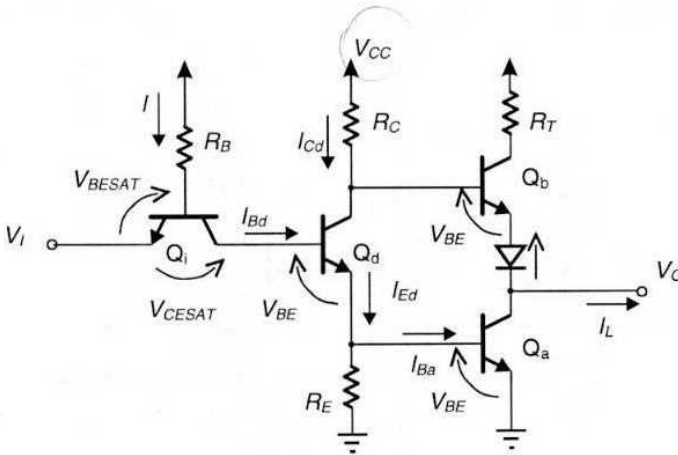 V_CC
I
R_B
I_Cd
R_C
R_T
V_BESAT
Q_b
V_I
I_Bd
V_BE
Q_i
Q_d
V_O
V_CESAT
V_BE
I_Ed
I_L
I_Ba
Q_a
R_E
V_BE